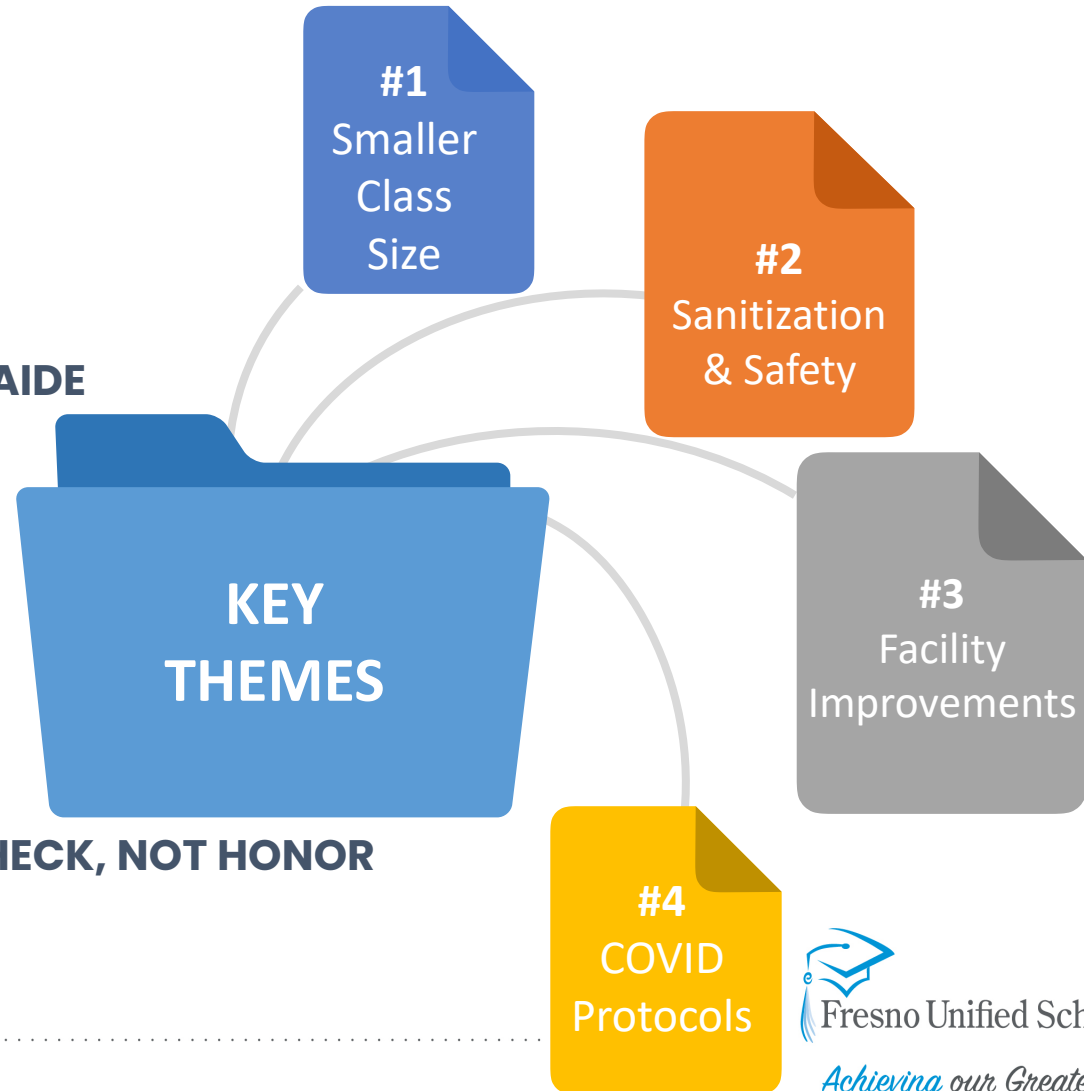 #1
Smaller
Class
Size
#2
Sanitization
& Safety
AIDE
KEY
THEMES
#3
Facility
Improvements
HECK, NOT HONOR
#4
COVID
Protocols
Fresno Unified Sch
Achieving our Greate